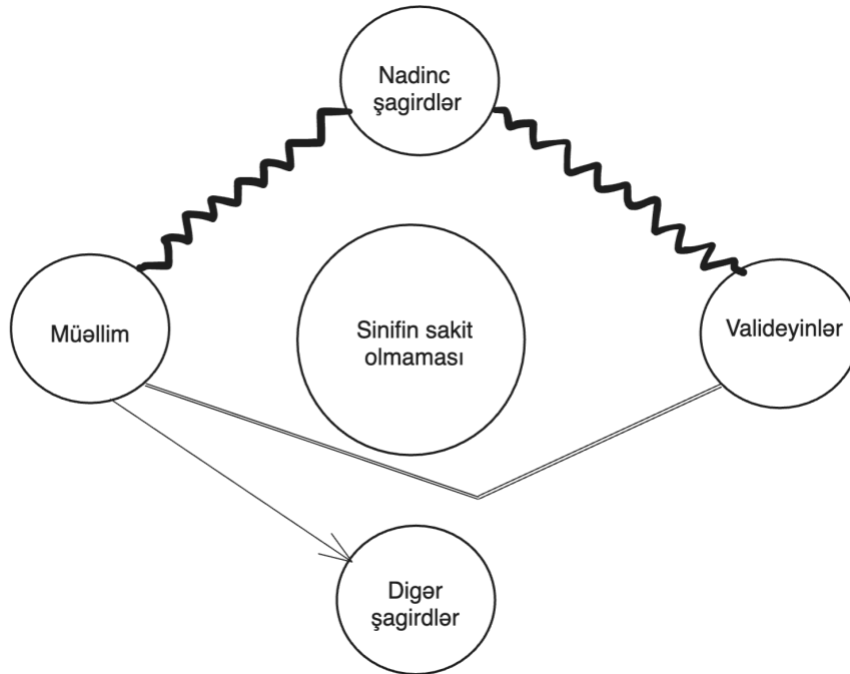 Nadinc
şagirdlər
Müəllim
Sinifin sakit
olmaması
Valideyinlər
Digər
şagirdlər